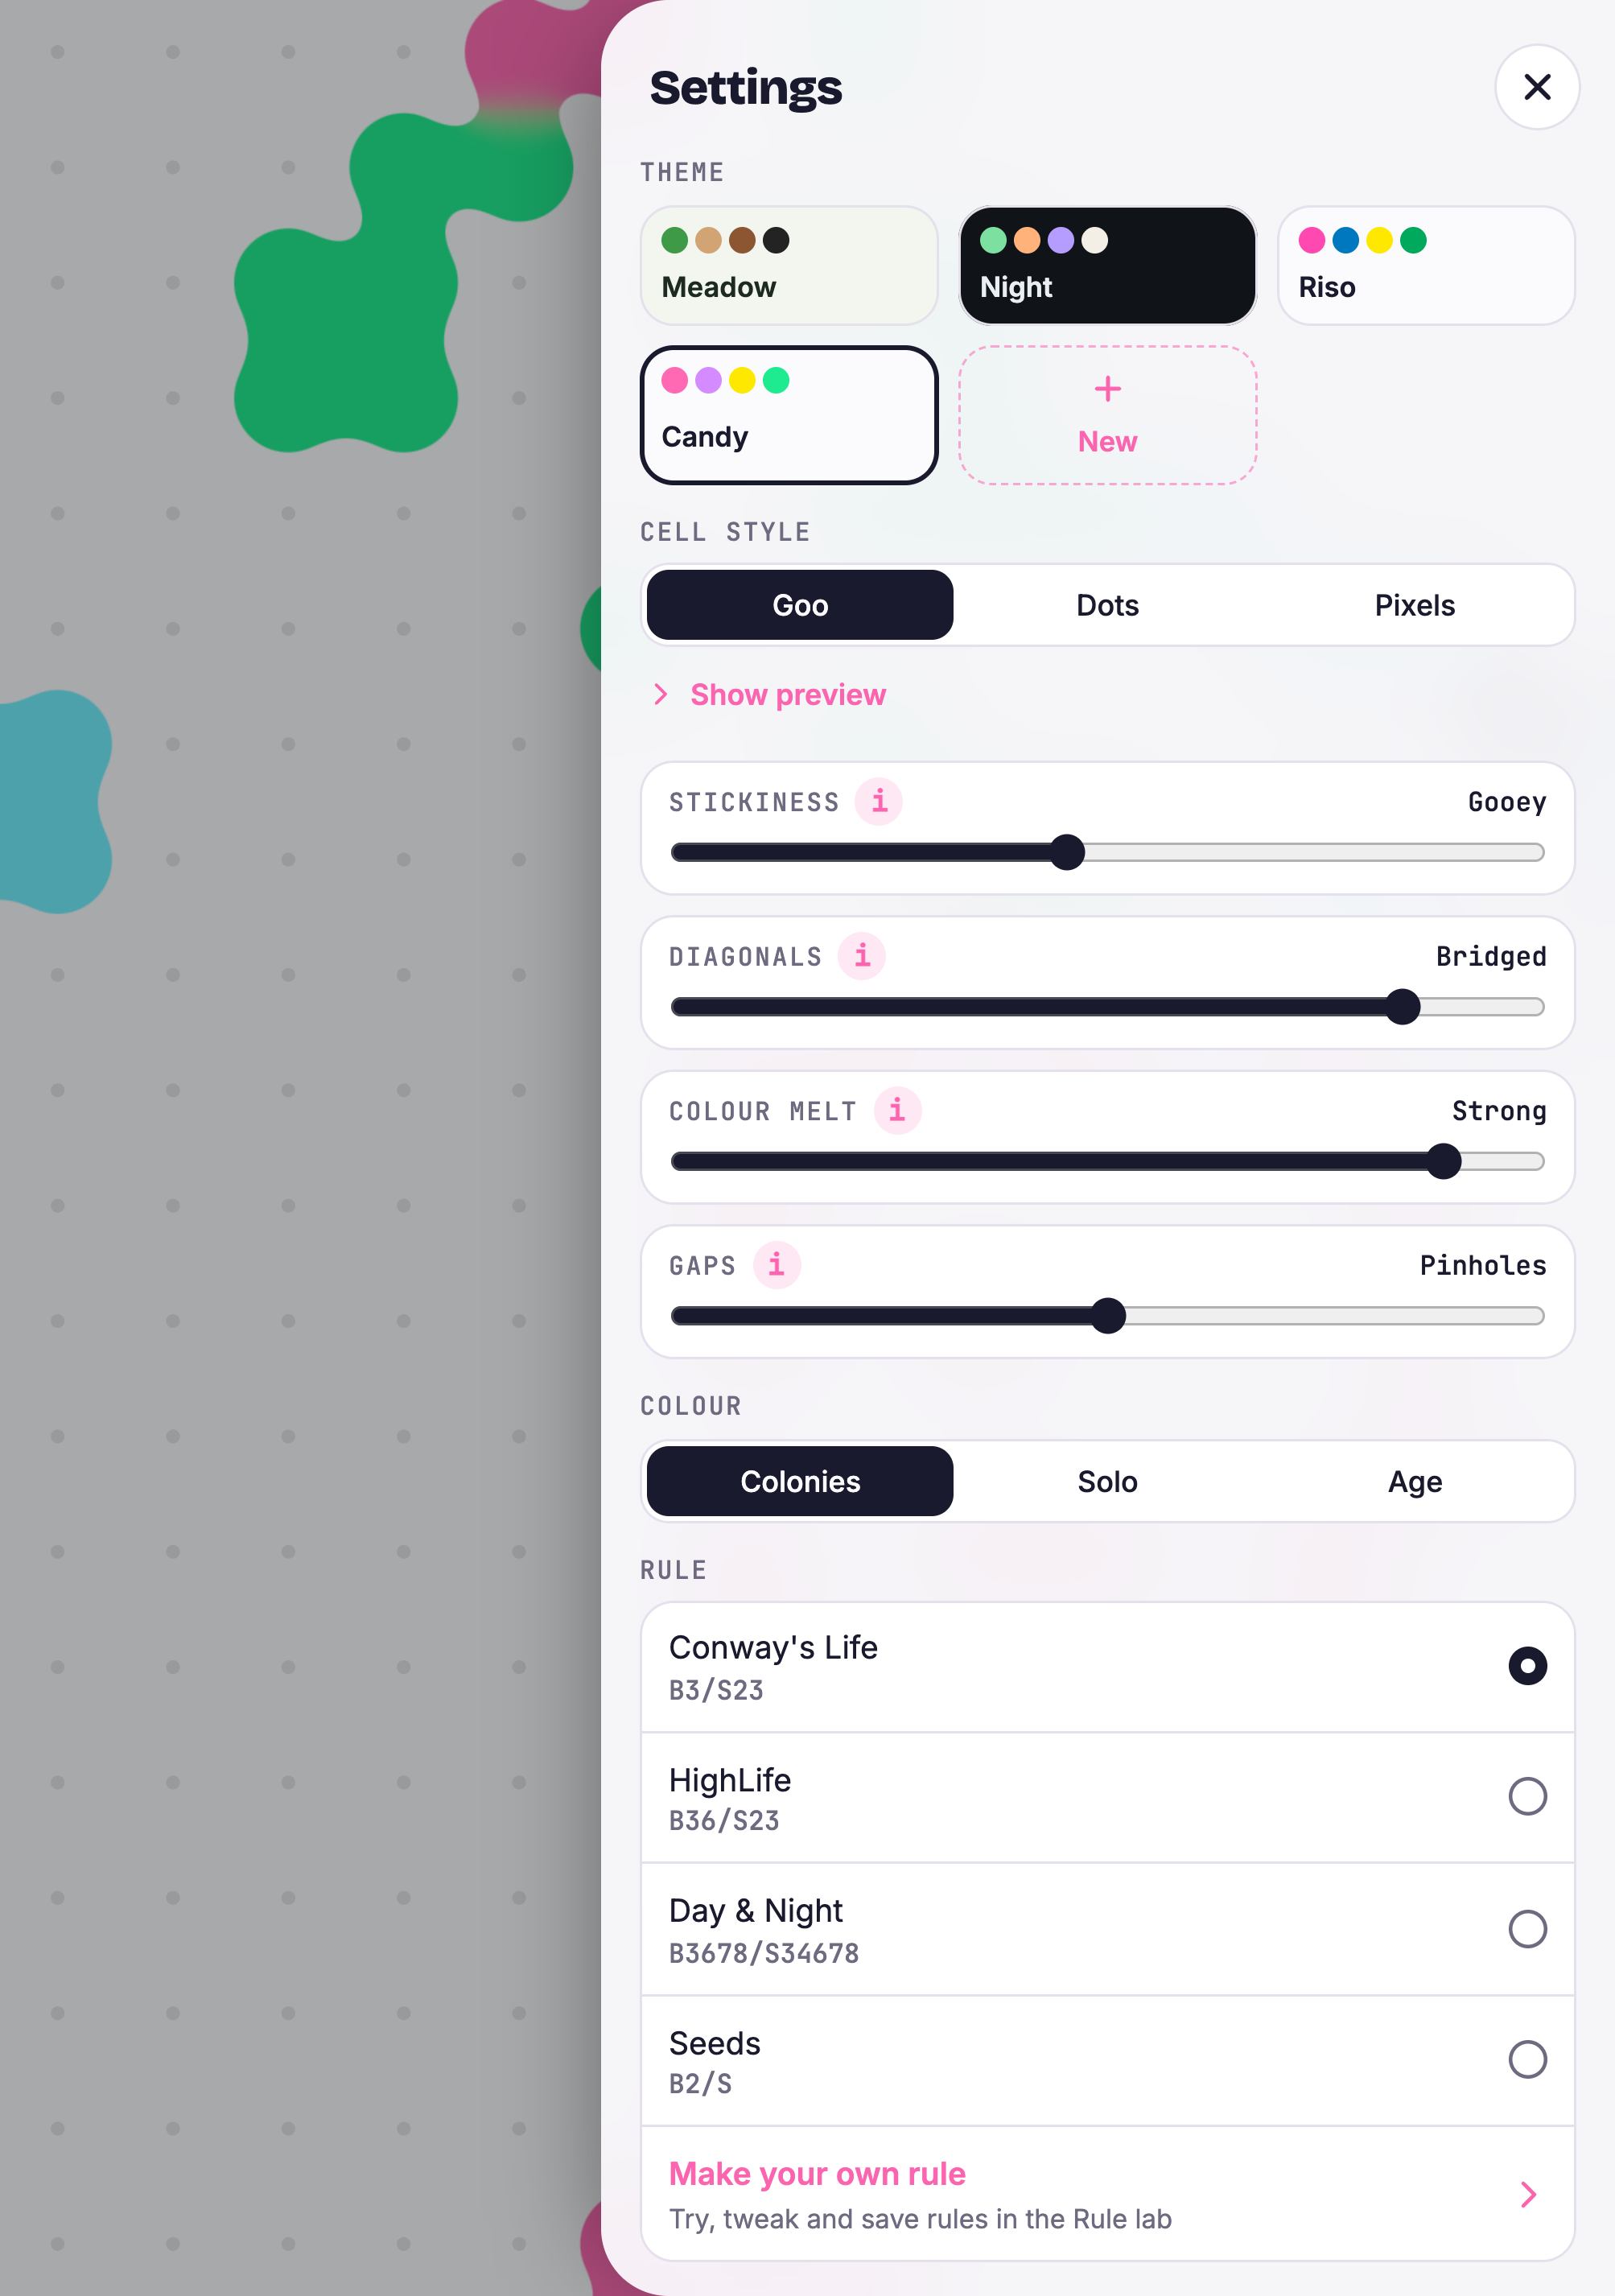 Settings
THEME
Meadow
Night
Riso
Candy
New
CELL STYLE
Goo
Dots
Pixels
Show preview
STICKINESS i Gooey
DIAGONALS i Bridged
COLOUR MELT i Strong
GAPS i Pinholes
COLOUR
Colonies
Solo
Age
RULE
Conway's Life
B3/S23
HighLife
B36/S23
Day & Night
B3678/S34678
Seeds
B2/S
Make your own rule
Try, tweak and save rules in the Rule lab